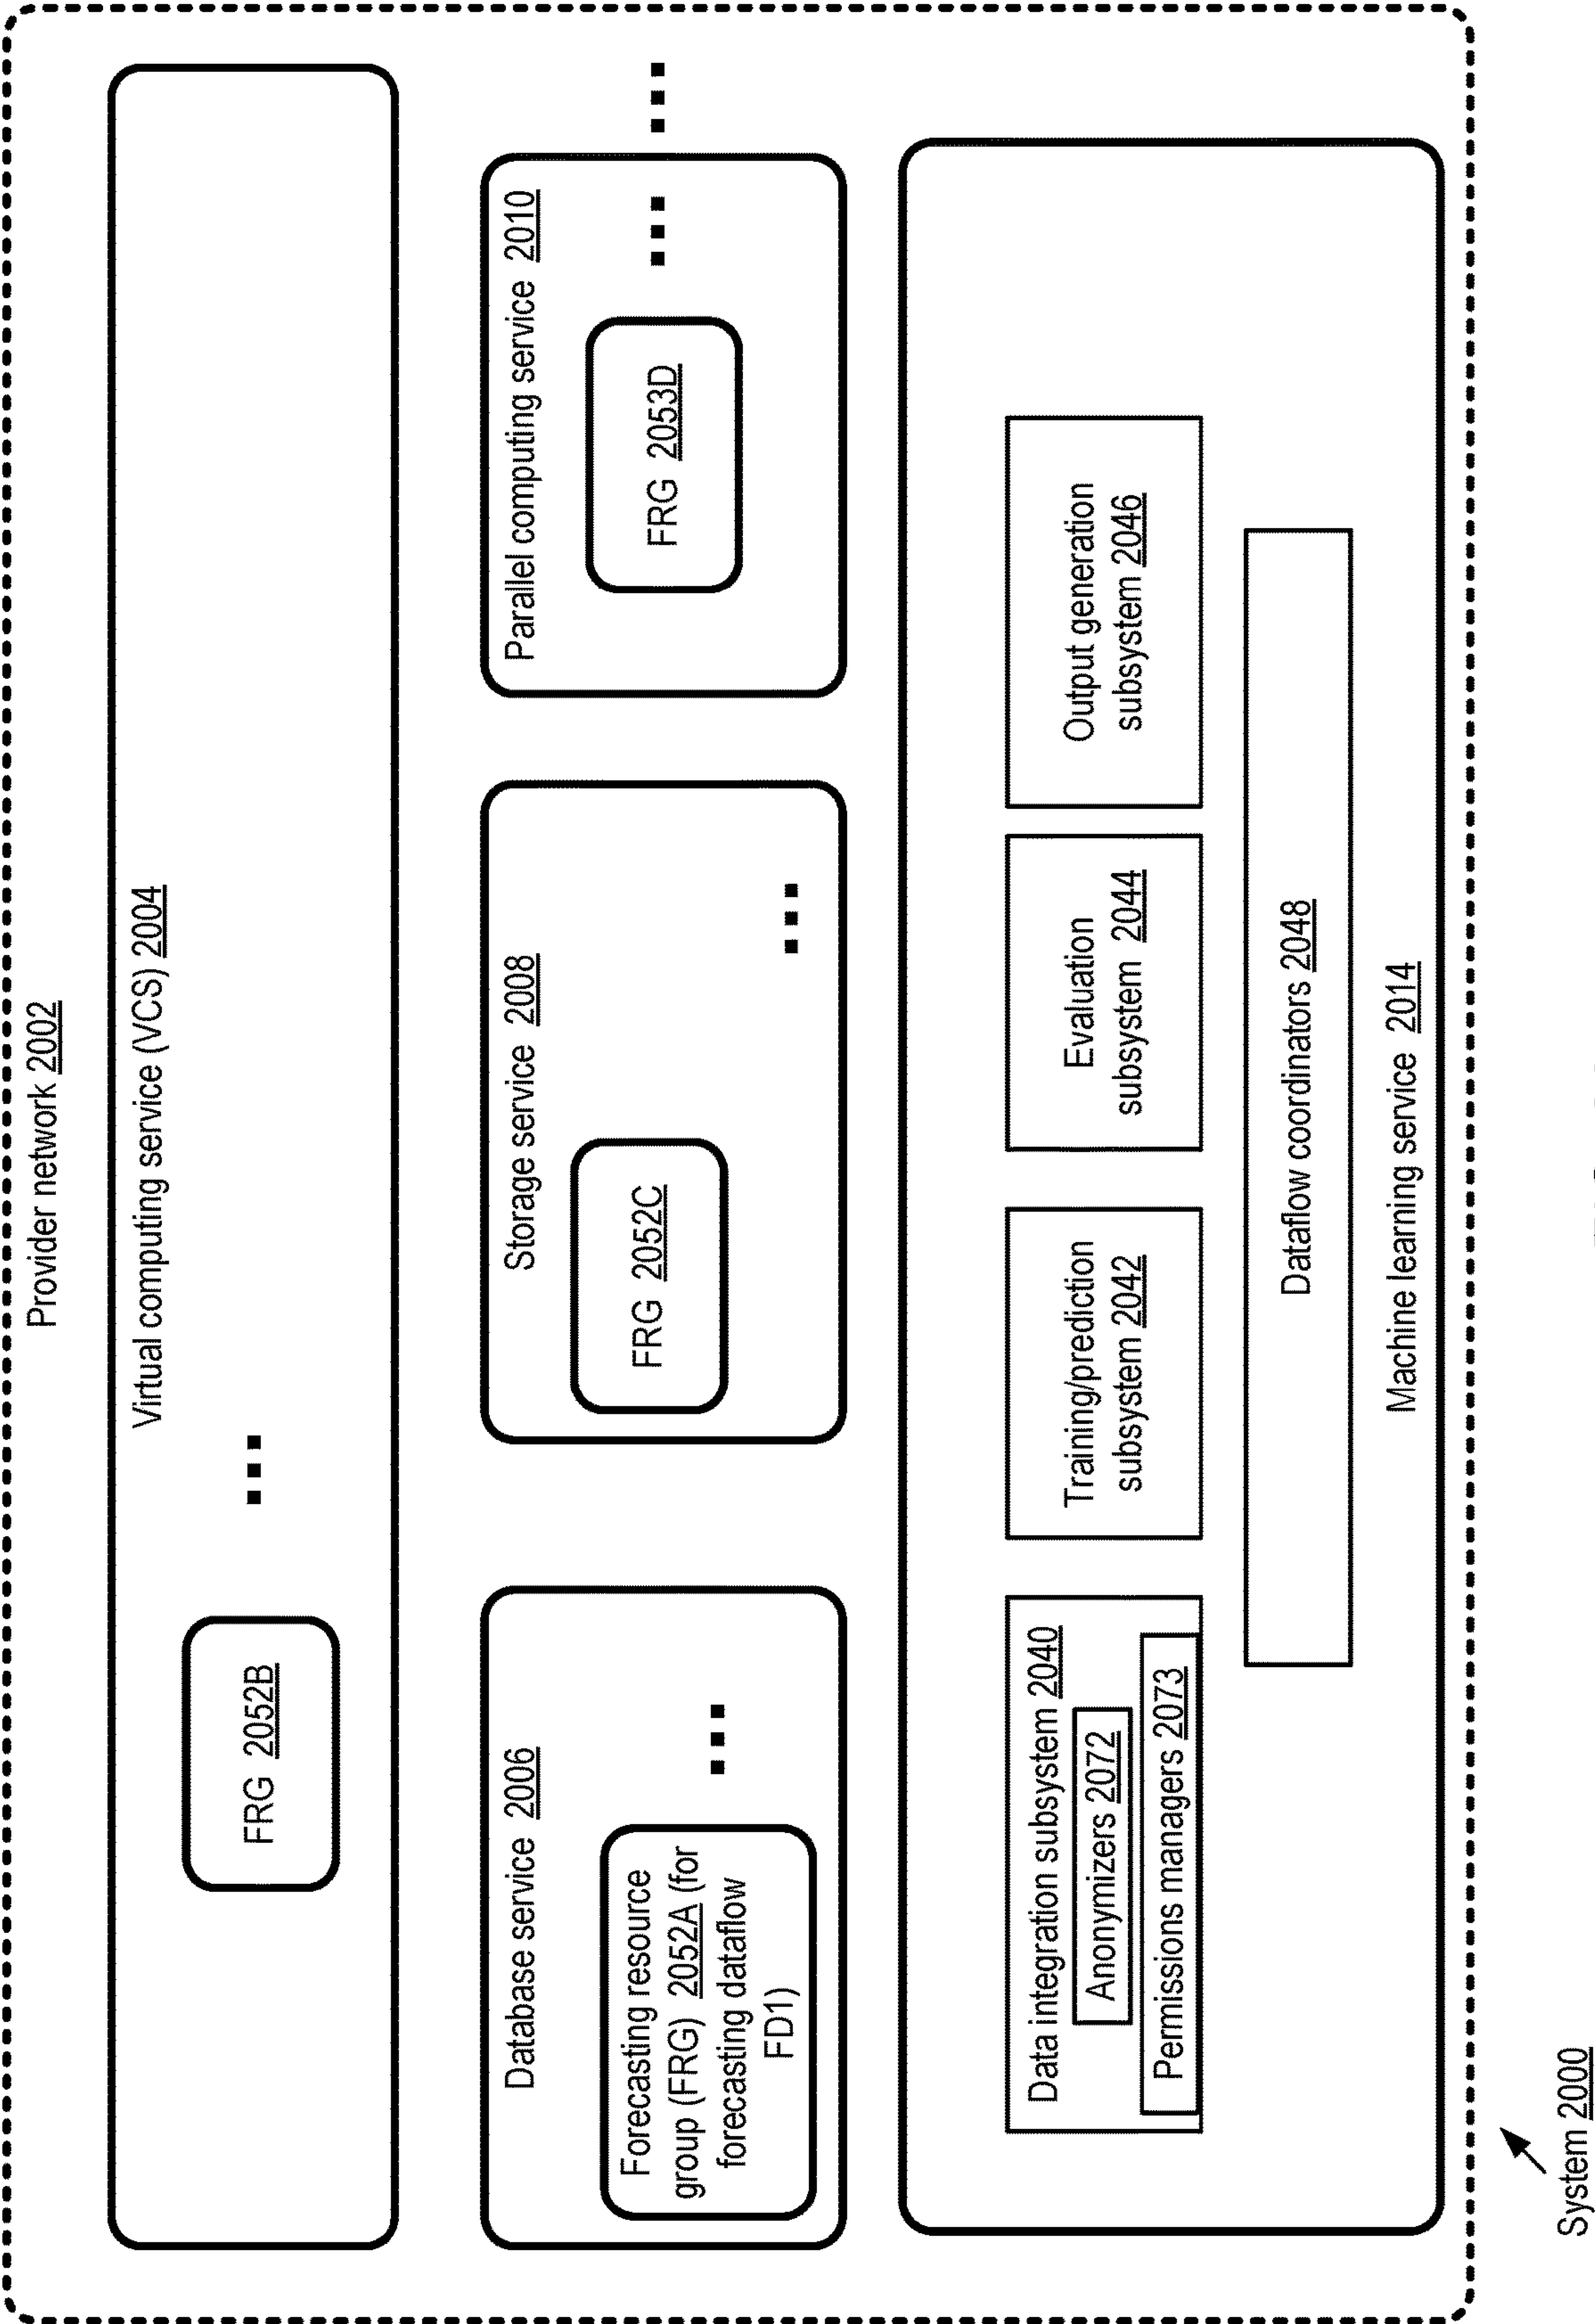 Provider network 2002
Virtual computing service (VCS) 2004
FRG 2052B
Database service 2006
Forecasting resource
group (FRG) 2052A (for
forecasting dataflow
FD1)
Storage service 2008
FRG 2052C
Parallel computing service 2010
FRG 2053D
Data integration subsystem 2040
Anonymizers 2072
Permissions managers 2073
Training/prediction
subsystem 2042
Evaluation
subsystem 2044
Output generation
subsystem 2046
Dataflow coordinators 2048
Machine learning service 2014
System 2000